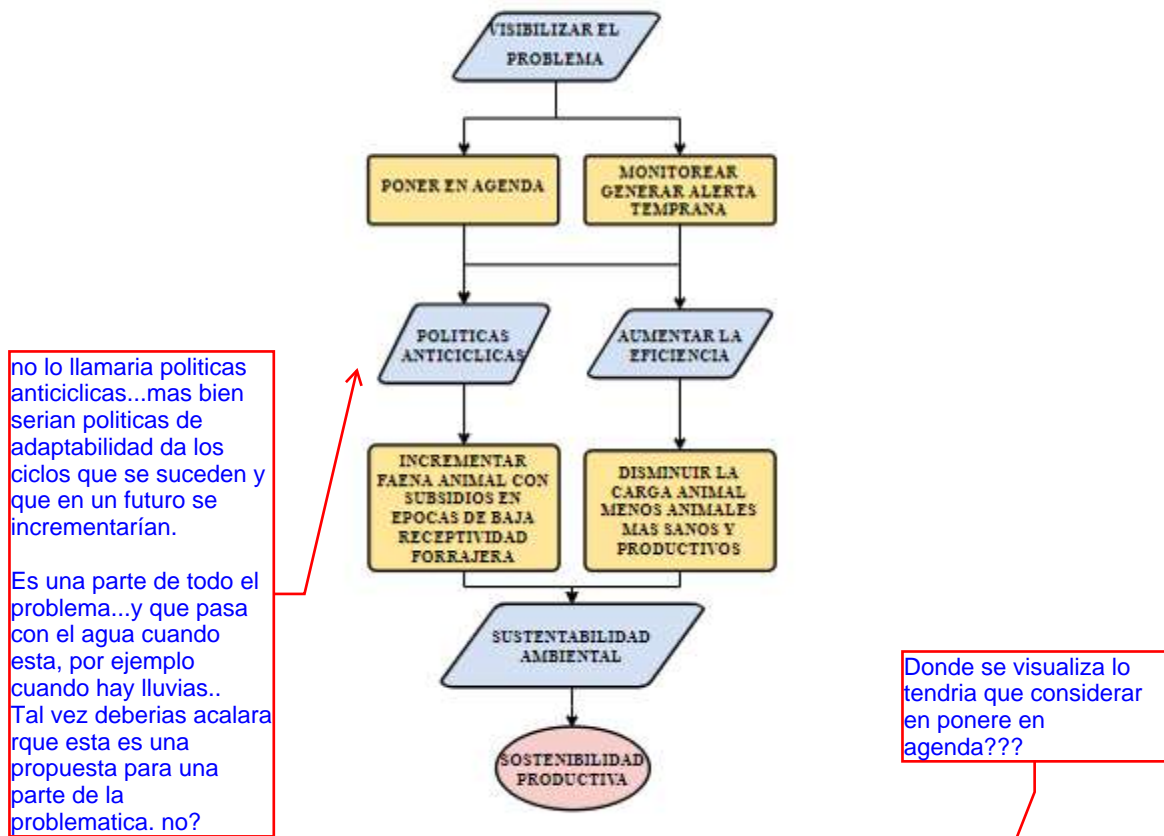 VISIBILIZAR EL
PROBLEMA
PONER EN AGENDA
MONITOREAR
GENERAR ALERTA
TEMPRANA
POLITICAS
ANTICICLICAS
AUMENTAR LA
EFICIENCIA
no lo llamaria politicas
anticiclicas...mas bien
serian politicas de
adaptabilidad da los
ciclos que se suceden y
que en un futuro se
incrementarían.
Es una parte de todo el
problema...y que pasa
con el agua cuando
esta, por ejemplo
cuando hay lluvias..
Tal vez deberias acalara
rque esta es una
propuesta para una
parte de la
problematica. no?
INCREMENTAR
FAENA ANIMAL CON
SUBSIDIOS EN
EPOCAS DE BAJA
RECEPTIVIDAD
FORRAJERA
DISMINUIR LA
CARGA ANIMAL
MENOS ANIMALES
MAS SANOS Y
PRODUCTIVOS
SUSTENTABILIDAD
AMBIENTAL
Donde se visualiza lo
tendria que considerar
en ponere en
agenda???
SOSTENIBILIDAD
PRODUCTIVA